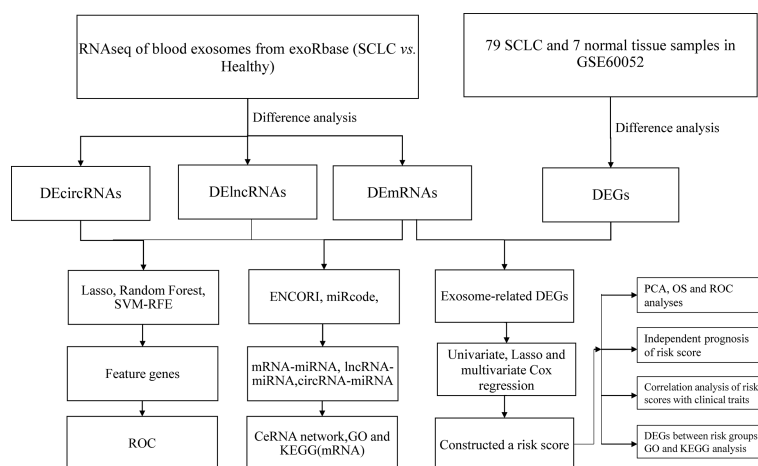 RNAseq of blood exosomes from exoRbase (SCLC vs.
Healthy)
79 SCLC and 7 normal tissue samples in
GSE60052
Difference analysis
Difference analysis
DEcircRNAs
DElncRNAs
DEmRNAs
DEGs
Lasso, Random Forest,
SVM-RFE
ENCORI, miRcode,
Exosome-related DEGs
PCA, OS and ROC
analyses
Independent prognosis
of risk score
Feature genes
mRNA-miRNA, lncRNA-
miRNA,circRNA-miRNA
Univariate, Lasso and
multivariate Cox
regression
Correlation analysis of risk
scores with clinical traits
ROC
CeRNA network,GO and
KEGG(mRNA)
Constructed a risk score
DEGs between risk groups
GO and KEGG analysis